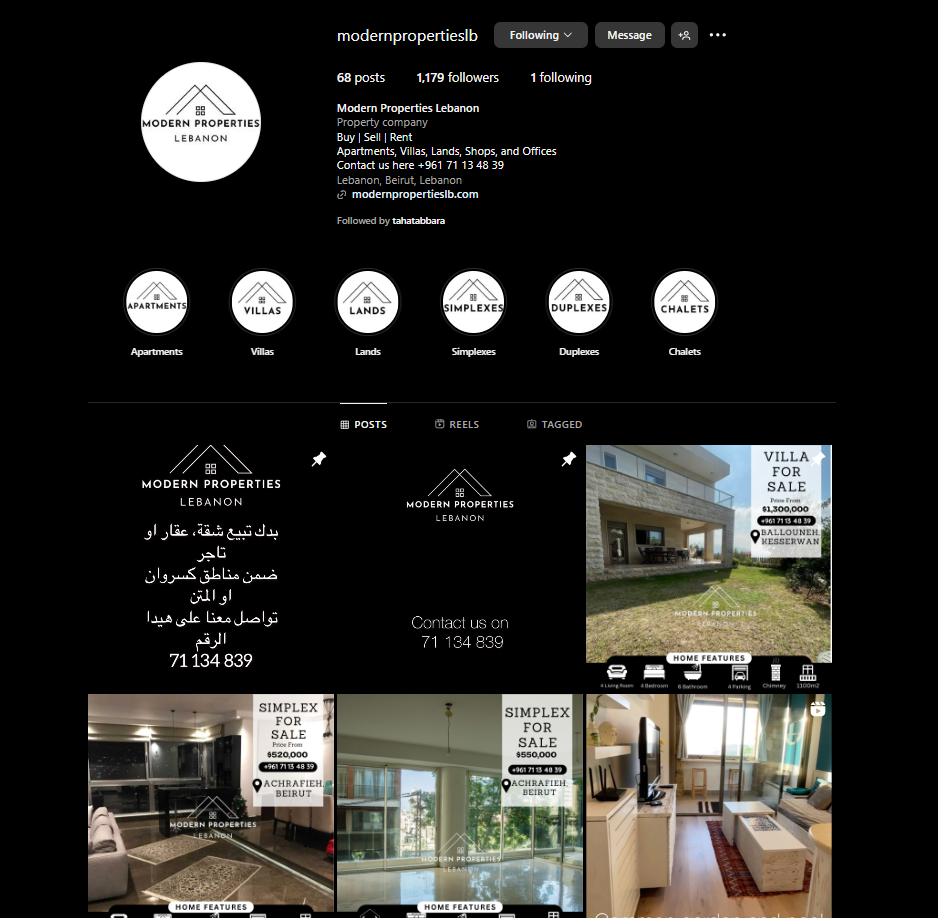 modernpropertieslb
Following
Message
68 posts
1,179 followers
1 following
Modern Properties Lebanon
Property company
Buy | Sell | Rent
Apartments, Villas, Lands, Shops, and Offices
Contact us here +961 71 13 48 39
Lebanon, Beirut, Lebanon
modernpropertieslb.com
Followed by tahatabbara
MODERN PROPERTIES
LEBANON
APARTMENTS
VILLAS
LANDS
SIMPLEXES
DUPLEXES
CHALETS
Apartments
Villas
Lands
Simplexes
Duplexes
Chalets
POSTS
REELS
TAGGED
MODERN PROPERTIES
LEBANON
بدك تبيع شقة، عقار او
تاجر
ضمن مناطق كسروان
او المتن
تواصل معنا على هيدا
الرقم
71 134 839
MODERN PROPERTIES
LEBANON
Contact us on
71 134 839
VILLA
FOR
SALE
Price From
$1,300,000
+961 71 13 48 39
BALLOUNEH,
KESSERWAN
MODERN PROPERTIES
LEBANON
HOME FEATURES
4 Living Room
4 Bedroom
6 Bathroom
4 Parking
Chimney
1100m2
SIMPLEX
FOR
SALE
Price From
$520,000
+961 71 13 48 39
ACHRAFIEH,
BEIRUT
MODERN PROPERTIES
LEBANON
HOME FEATURES
SIMPLEX
FOR
SALE
Price From
$550,000
+961 71 13 48 39
ACHRAFIEH,
BEIRUT
MODERN PROPERTIES
LEBANON
HOME FEATURES